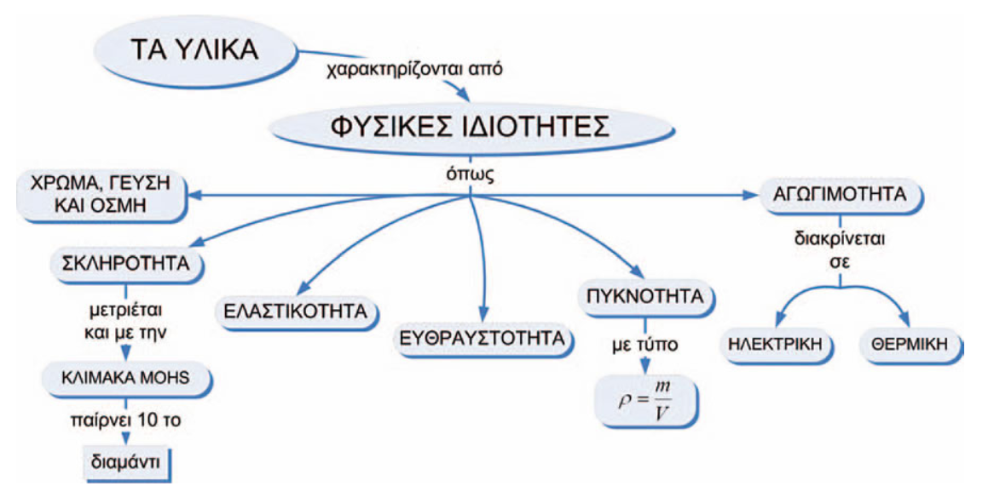 ΤΑ ΥΛΙΚΑ
χαρακτηρίζονται από
ΦΥΣΙΚΕΣ ΙΔΙΟΤΗΤΕΣ
όπως
ΧΡΩΜΑ, ΓΕΥΣΗ
ΚΑΙ ΟΣΜΗ
ΣΚΛΗΡΟΤΗΤΑ
μετριέται
και με την
ΚΛΙΜΑΚΑ MOHS
παίρνει 10 το
διαμάντι
ΕΛΑΣΤΙΚΟΤΗΤΑ
ΕΥΘΡΑΥΣΤΟΤΗΤΑ
ΠΥΚΝΟΤΗΤΑ
με τύπο
ρ = m/V
ΑΓΩΓΙΜΟΤΗΤΑ
διακρίνεται
σε
ΗΛΕΚΤΡΙΚΗ
ΘΕΡΜΙΚΗ